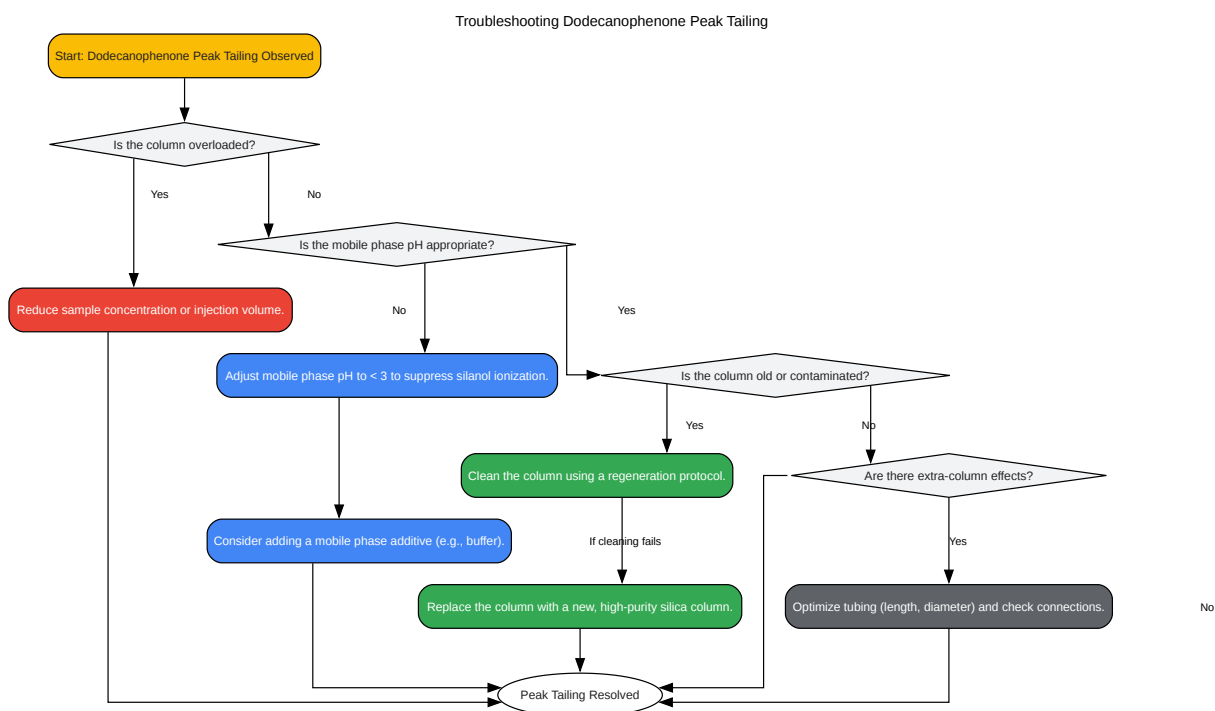 Troubleshooting Dodecanophenone Peak Tailing
Start: Dodecanophenone Peak Tailing Observed
Is the column overloaded?
Yes
No
Is the mobile phase pH appropriate?
Reduce sample concentration or injection volume.
No
Yes
Adjust mobile phase pH to < 3 to suppress silanol ionization.
Is the column old or contaminated?
Yes
No
Clean the column using a regeneration protocol.
Are there extra-column effects?
Consider adding a mobile phase additive (e.g., buffer).
If cleaning fails
Yes
Replace the column with a new, high-purity silica column.
Optimize tubing (length, diameter) and check connections.
No
Peak Tailing Resolved